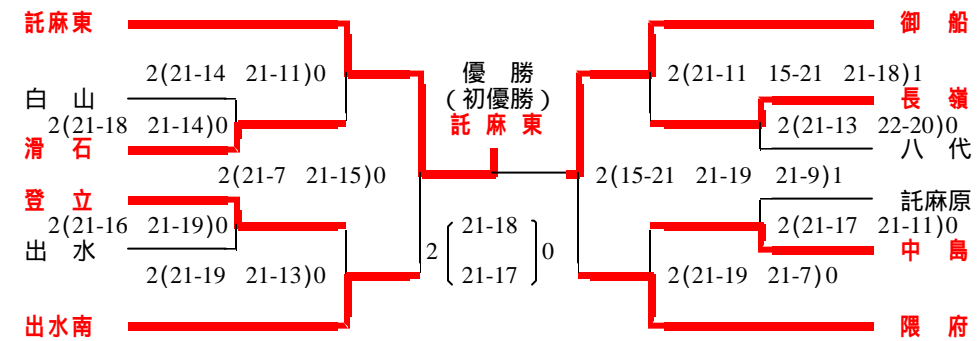 託麻東
2(21-14 21-11)0
白 山
2(21-18 21-14)0
滑 石
2(21-7 21-15)0
登 立
2(21-16 21-19)0
出 水
2(21-19 21-13)0
出水南
優 勝
(初優勝)
託 麻 東
2 21-18 0
21-17
御 船
2(21-11 15-21 21-18)1
長 嶺
2(21-13 22-20)0
八 代
2(15-21 21-19 21-9)1
託麻原
2(21-17 21-11)0
中 島
2(21-19 21-7)0
隈 府